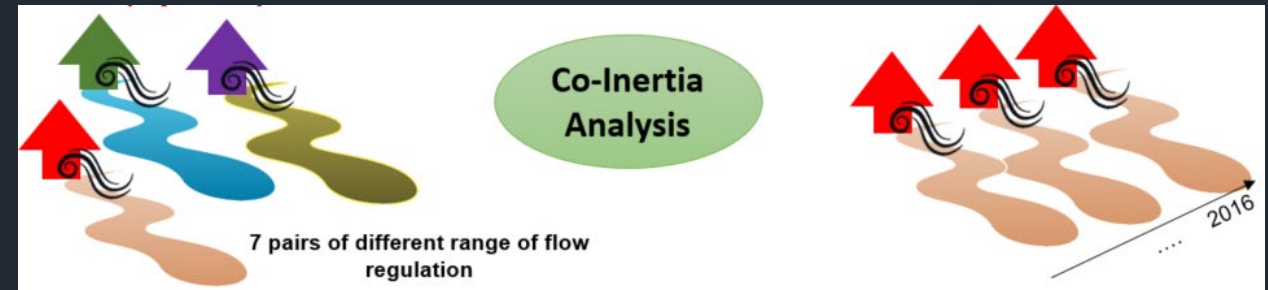 Co-Inertia
Analysis
7 pairs of different range of flow
regulation
.... 2016